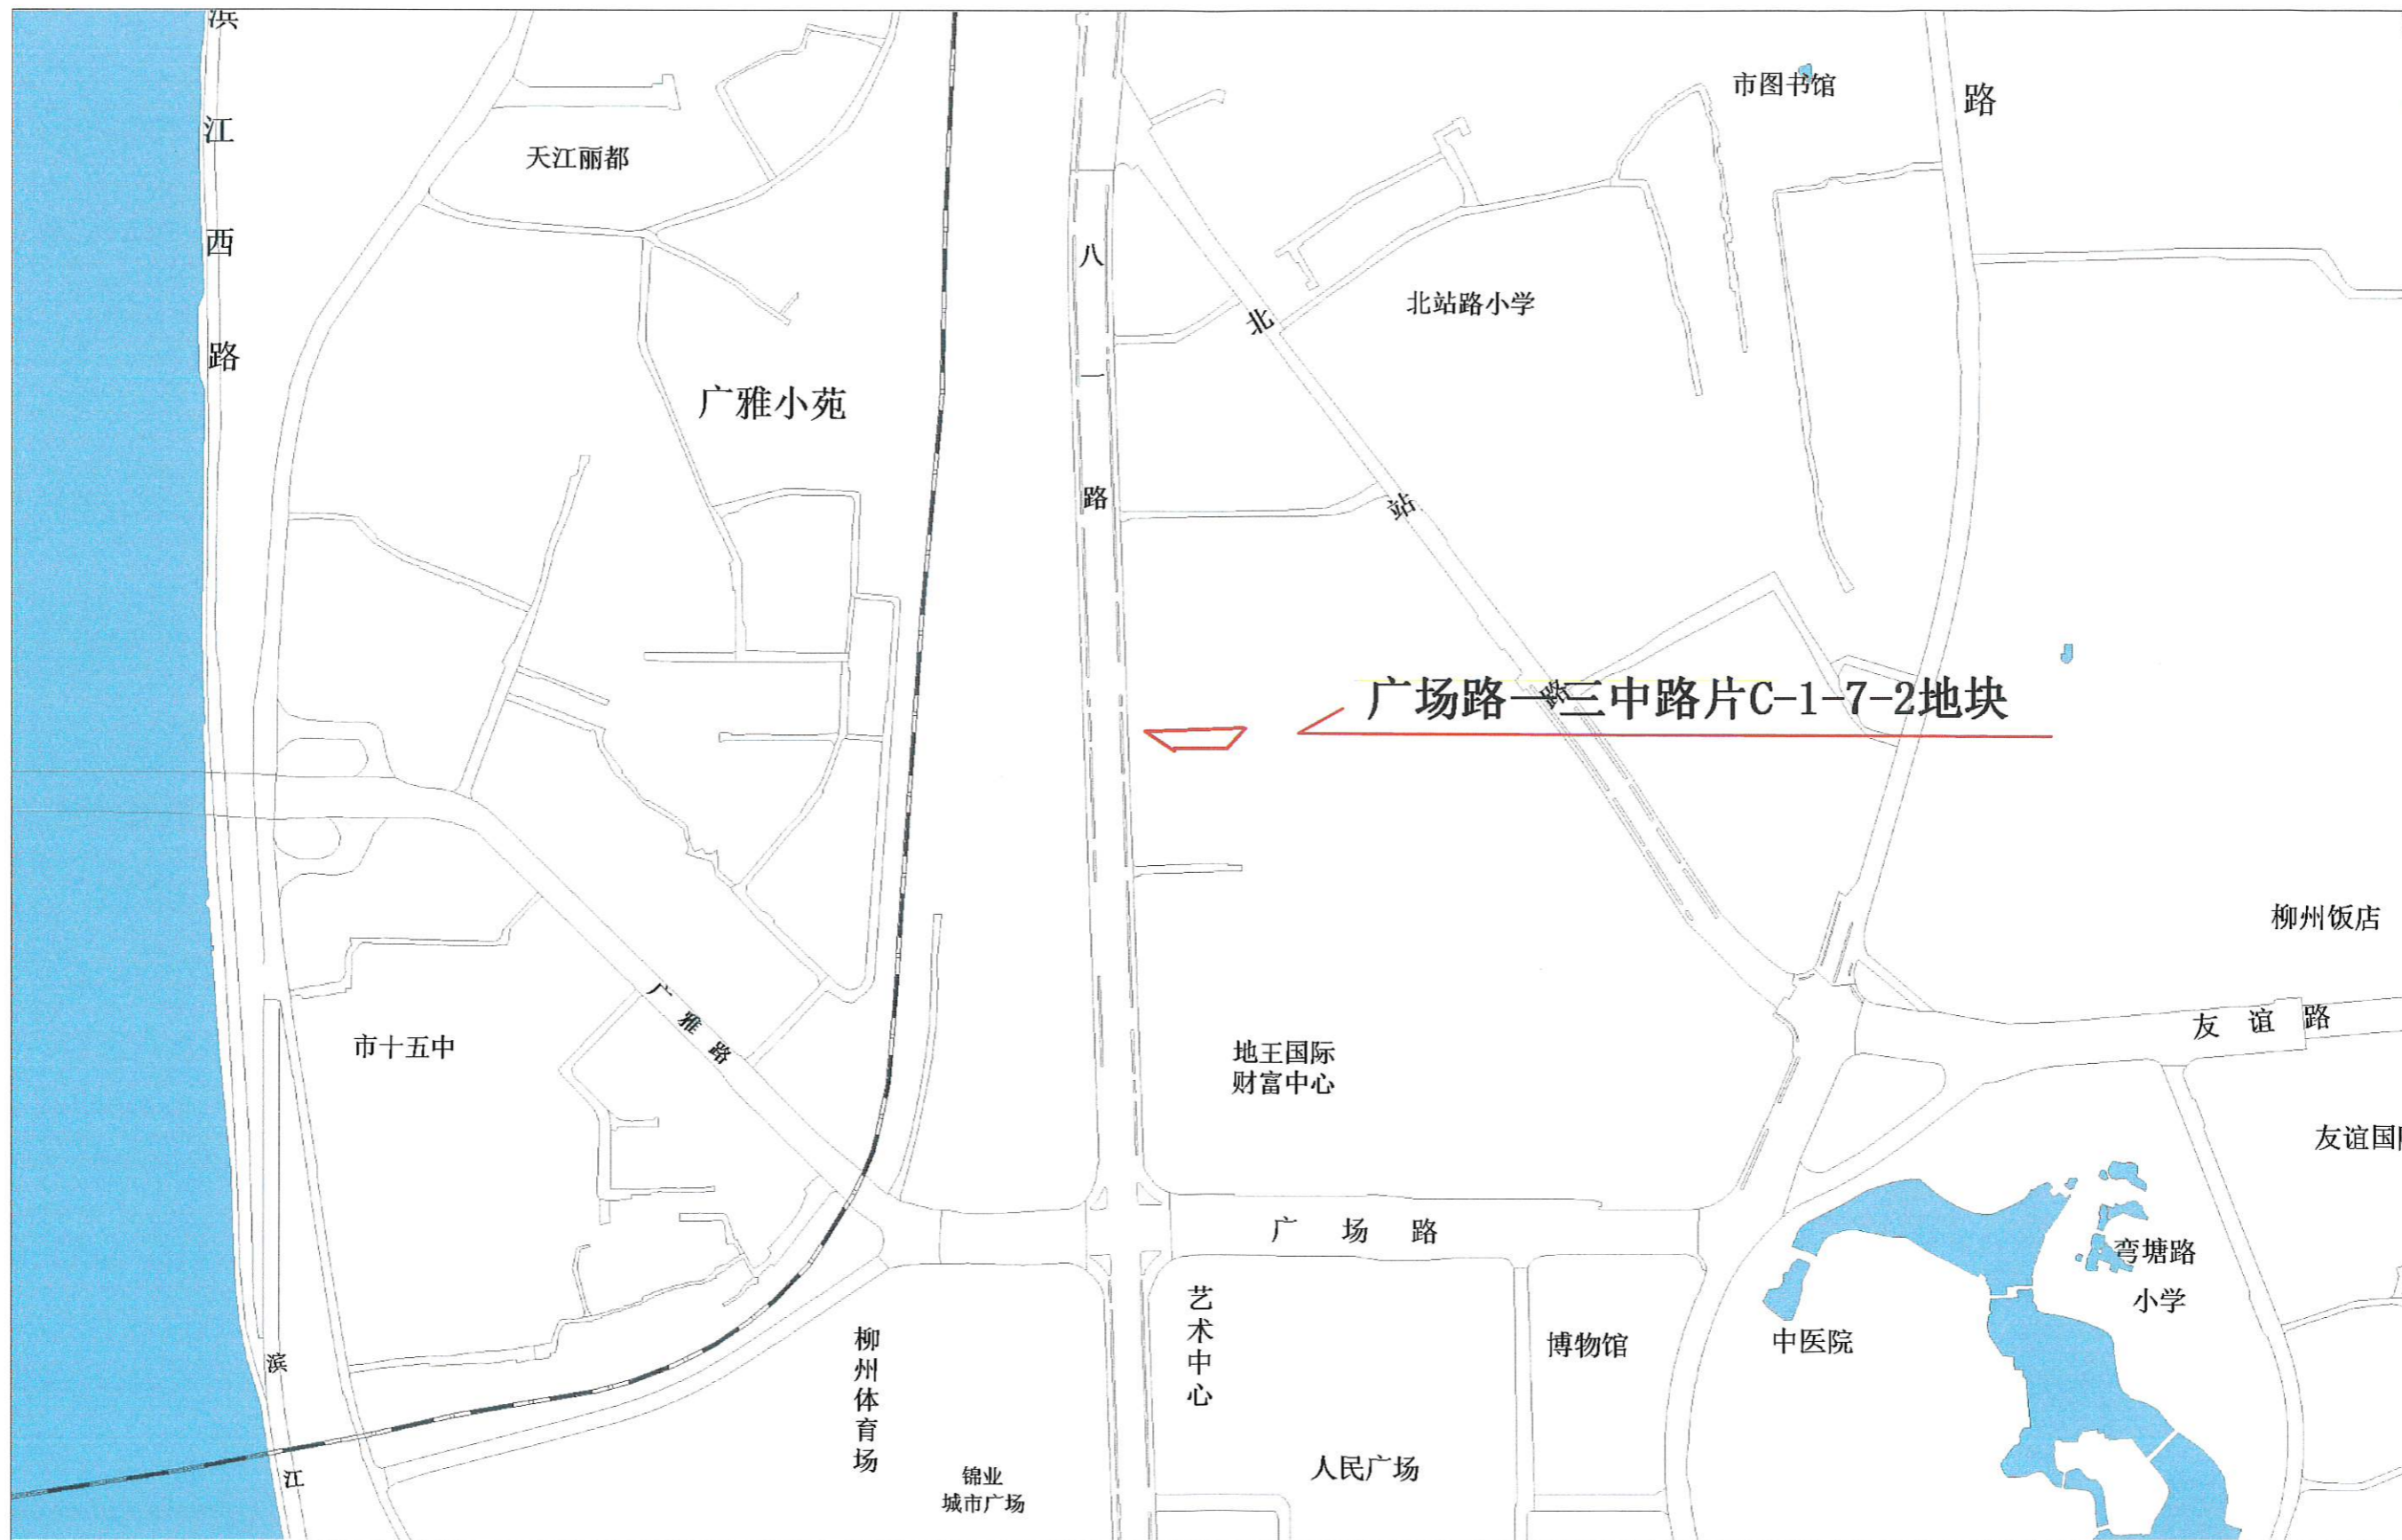 滨江西路
市图书馆
路
天江丽都
八一路
北站路小学
北站路
广雅小苑
广场路—三中路片C-1-7-2地块
柳州饭店
广雅路
市十五中
地王国际
财富中心
友谊路
友谊国
广场路
弯塘路
小学
艺术中心
柳州体育场
博物馆
中医院
滨江
人民广场
锦业
城市广场